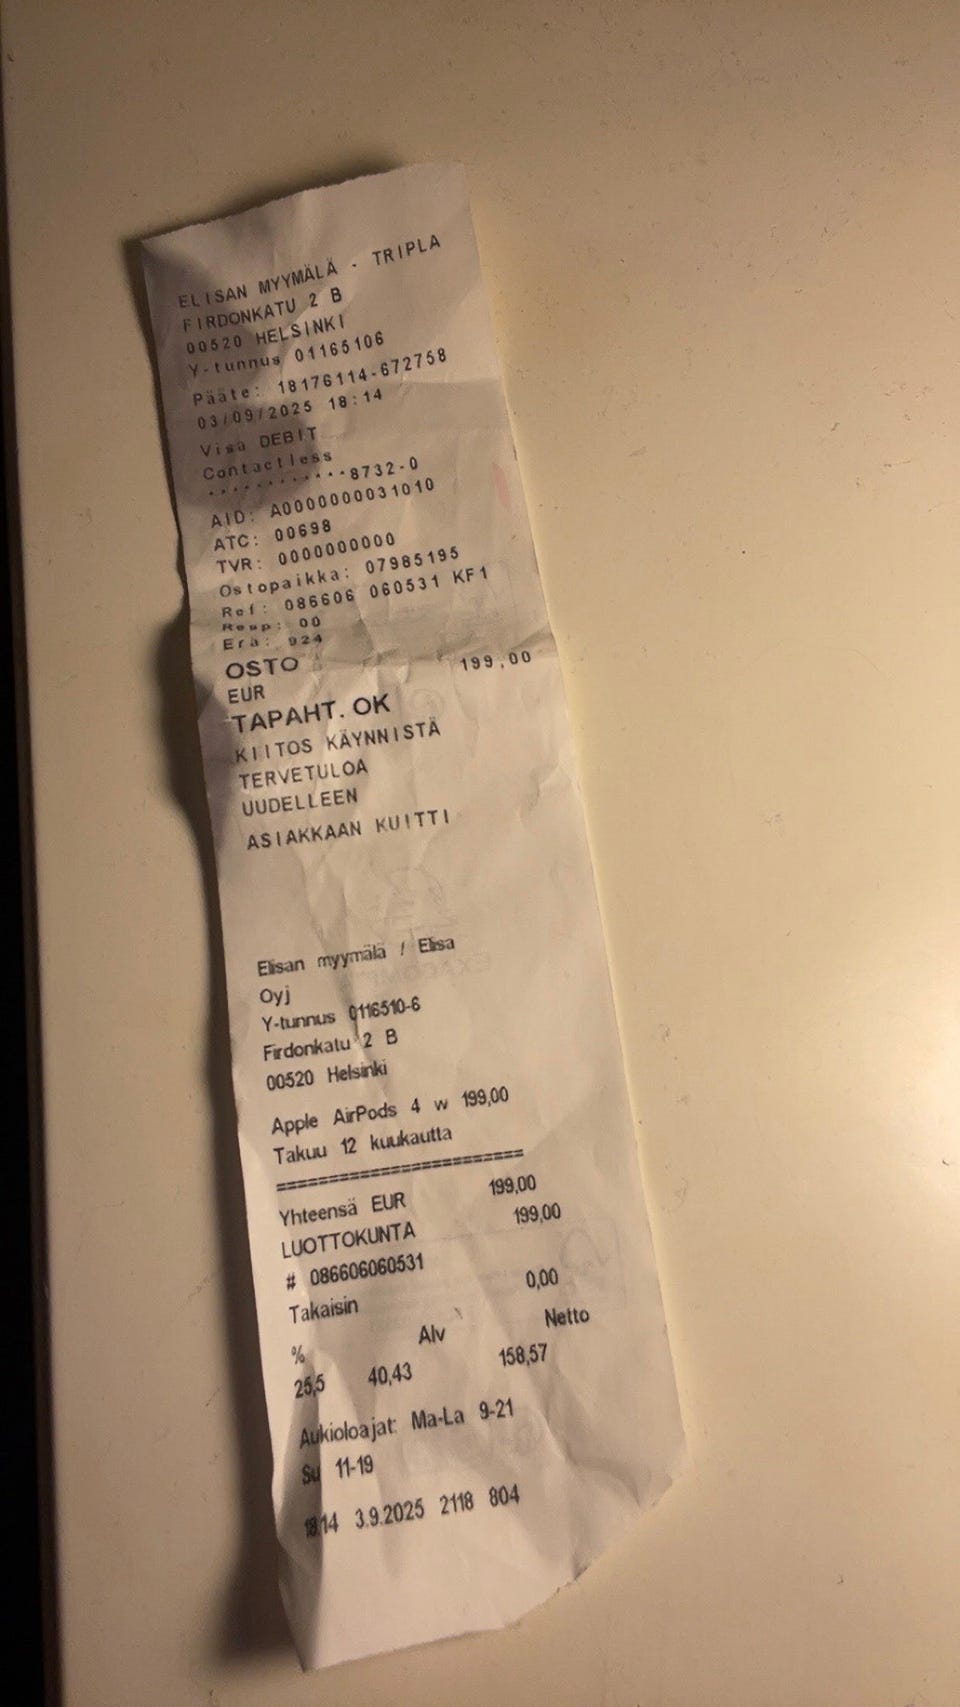 ELISAN MYYMÄLÄ - TRIPLA
FIRDONKATU 2 B
00520 HELSINKI
Y-tunnus 01165106
Pääte: 18176114-672758
03/09/2025 18:14
Visa DEBIT
Contactless
************8732-0
AID: A0000000031010
ATC: 00698
TVR: 0000000000
Ostopaikka: 07985195
Ref: 086606 060531 KF1
Resp: 00
Erä: 924
OSTO 199,00
EUR
TAPAHT. OK
KIITOS KÄYNNISTÄ
TERVETULOA
UUDELLEEN
ASIAKKAAN KUITTI
Elisan myymälä / Elisa
Oyj
Y-tunnus 0116510-6
Firdonkatu 2 B
00520 Helsinki
Apple AirPods 4 w 199,00
Takuu 12 kuukautta
========================
Yhteensä EUR 199,00
LUOTTOKUNTA 199,00
# 086606060531
Takaisin 0,00
% Alv Netto
25,5 40,43 158,57
Aukioloajat: Ma-La 9-21
Su 11-19
18:14 3.9.2025 2118 804